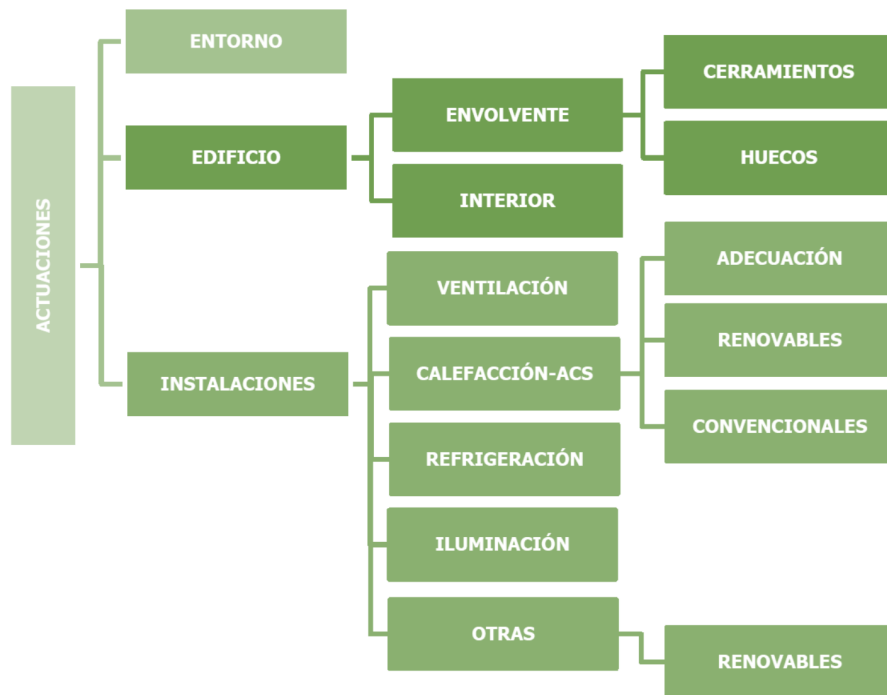 ACTUACIONES
ENTORNO
EDIFICIO
ENVOLVENTE
CERRAMIENTOS
HUECOS
INTERIOR
INSTALACIONES
VENTILACIÓN
CALEFACCIÓN-ACS
ADECUACIÓN
RENOVABLES
CONVENCIONALES
REFRIGERACIÓN
ILUMINACIÓN
OTRAS
RENOVABLES